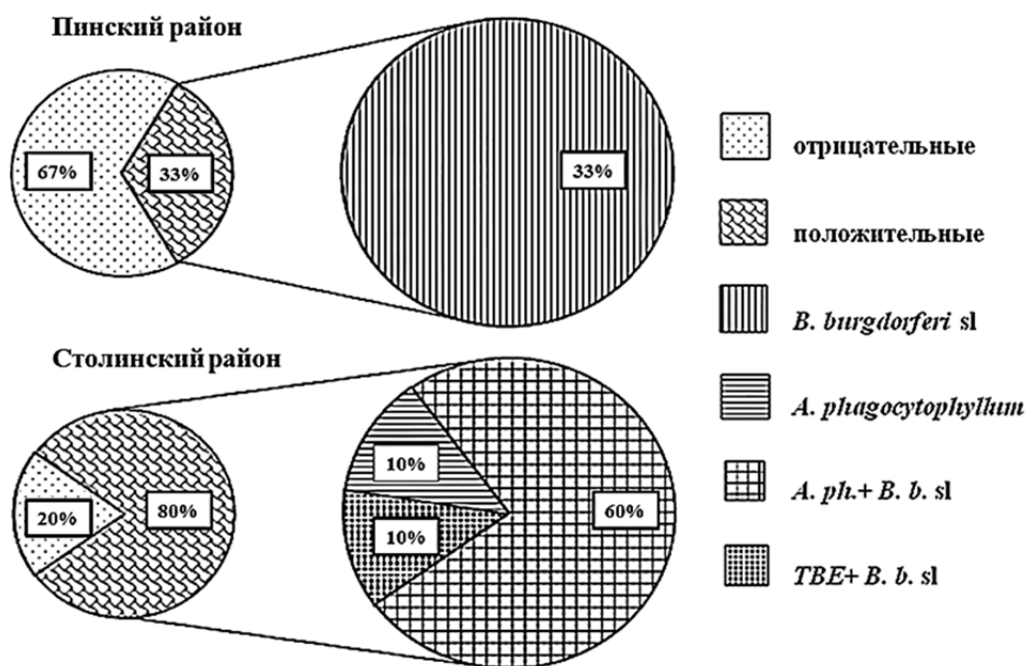 Пинский район
67%
33%
33%
Столинский район
20%
80%
10%
10%
60%
отрицательные
положительные
B. burgdorferi sl
A. phagocytophyllum
A. ph.+ B. b. sl
TBE+ B. b. sl